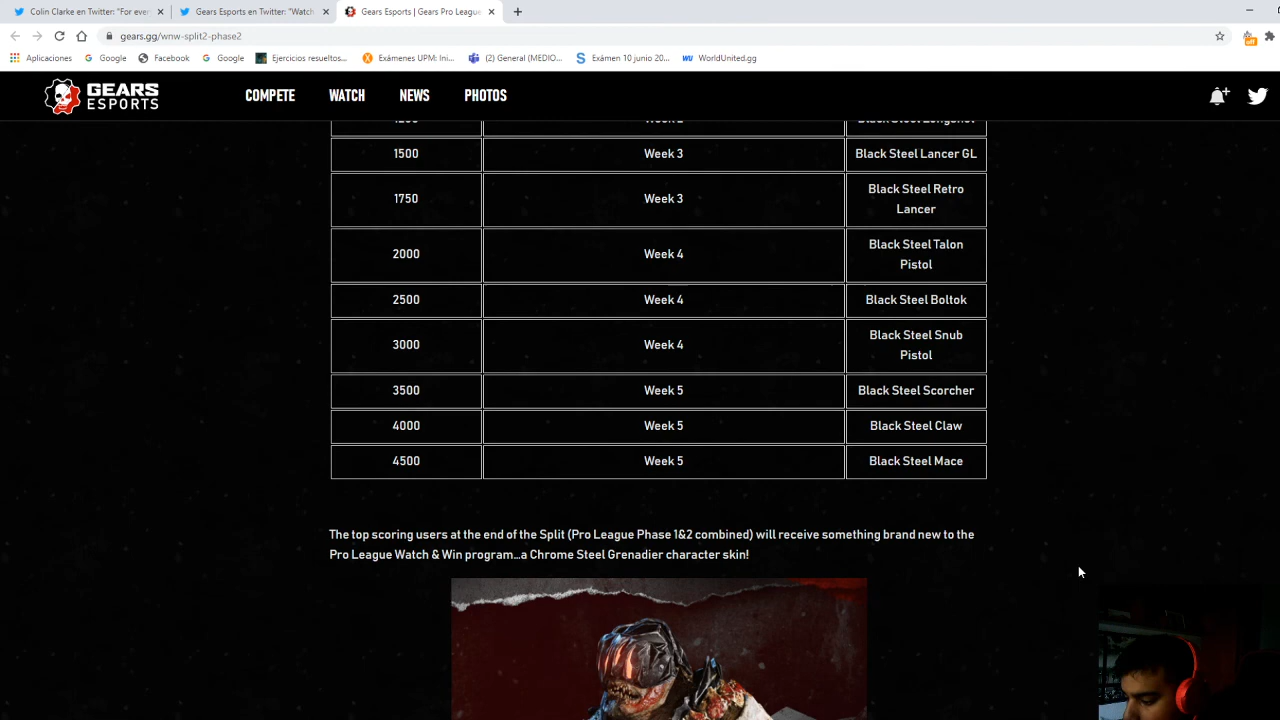 Colin Clarke en Twitter: "For ever
Gears Esports en Twitter: "Watch
Gears Esports | Gears Pro League
gears.gg/wnw-split2-phase2
Aplicaciones
Google
Facebook
Google
Ejercicios resueltos...
Exámenes UPM: Ini...
(2) General (MEDIO...
Exámen 10 junio 20...
WU WorldUnited.gg
off
GEARS
ESPORTS
COMPETE
WATCH
NEWS
PHOTOS
1500 Week 3 Black Steel Lancer GL
1750 Week 3 Black Steel Retro
Lancer
2000 Week 4 Black Steel Talon
Pistol
2500 Week 4 Black Steel Boltok
3000 Week 4 Black Steel Snub
Pistol
3500 Week 5 Black Steel Scorcher
4000 Week 5 Black Steel Claw
4500 Week 5 Black Steel Mace
The top scoring users at the end of the Split (Pro League Phase 1&2 combined) will receive something brand new to the
Pro League Watch & Win program...a Chrome Steel Grenadier character skin!